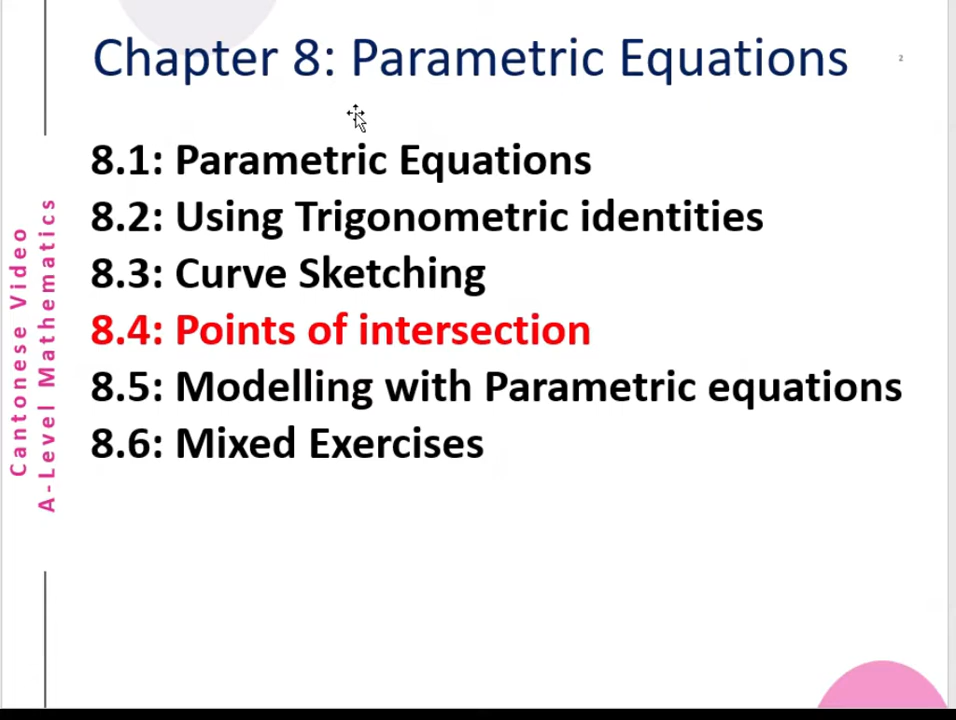 Chapter 8: Parametric Equations
2
8.1: Parametric Equations
8.2: Using Trigonometric identities
8.3: Curve Sketching
8.4: Points of intersection
8.5: Modelling with Parametric equations
8.6: Mixed Exercises
Cantonese Video
A-Level Mathematics